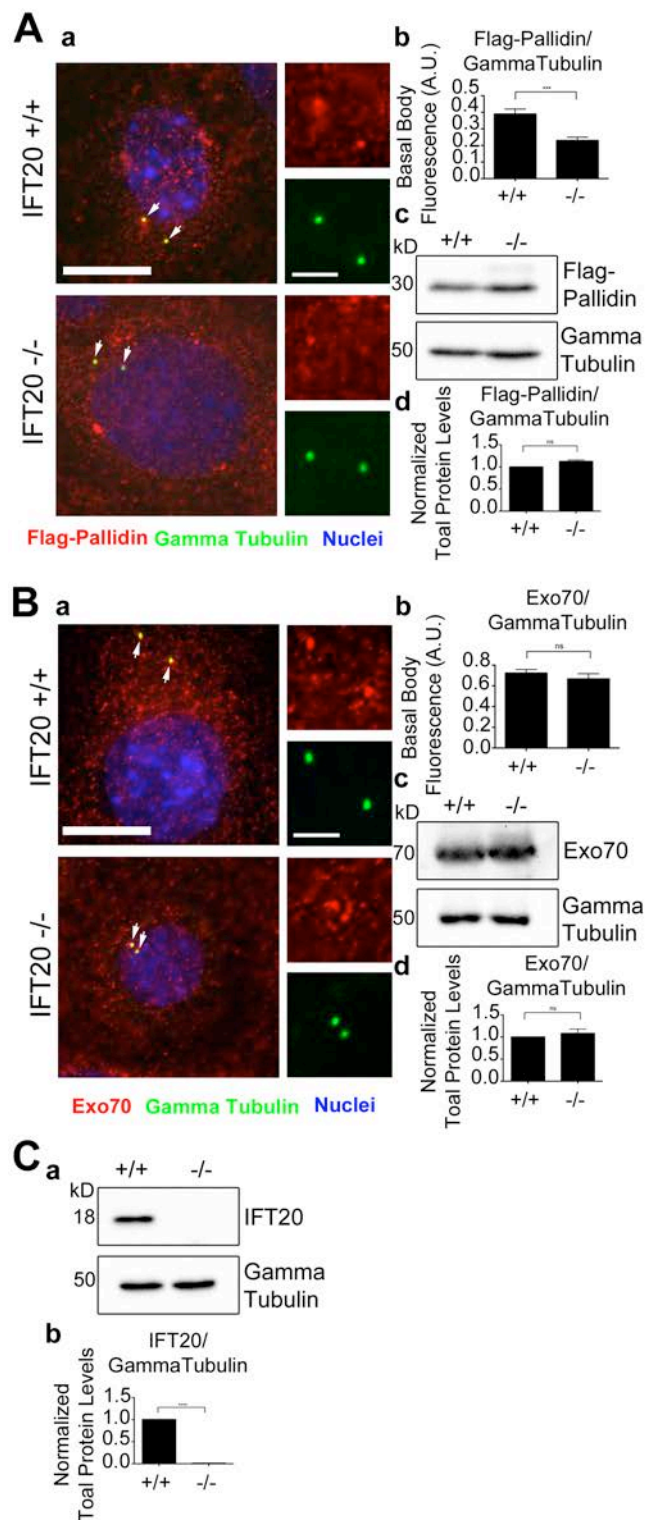 A
a
IFT20 +/+
IFT20 -/-
Flag-Pallidin Gamma Tubulin Nuclei
b
Flag-Pallidin/
GammaTubulin
Basal Body
Fluorescence (A.U.)
0.5
0.4
0.3
0.2
0.1
0.0
+/+ -/-
c
kD +/+ -/-
30
Flag-
Pallidin
50
Gamma
Tubulin
d
Flag-Pallidin/
GammaTubulin
Normalized
Toal Protein Levels
1.5
ns
1.0
0.5
0.0
+/+ -/-
B
a
IFT20 +/+
IFT20 -/-
Exo70 Gamma Tubulin Nuclei
b
Exo70/
GammaTubulin
Basal Body
Fluorescence (A.U.)
ns
0.8
0.6
0.4
0.2
0.0
+/+ -/-
c
kD +/+ -/-
70 Exo70
50
Gamma
Tubulin
d
Exo70/
GammaTubulin
Normalized
Toal Protein Levels
1.5
ns
1.0
0.5
0.0
+/+ -/-
C
a
+/+ -/-
kD
18 IFT20
50
Gamma
Tubulin
b
IFT20/
GammaTubulin
Normalized
Toal Protein Levels
1.5
1.0
0.5
0.0
+/+ -/-